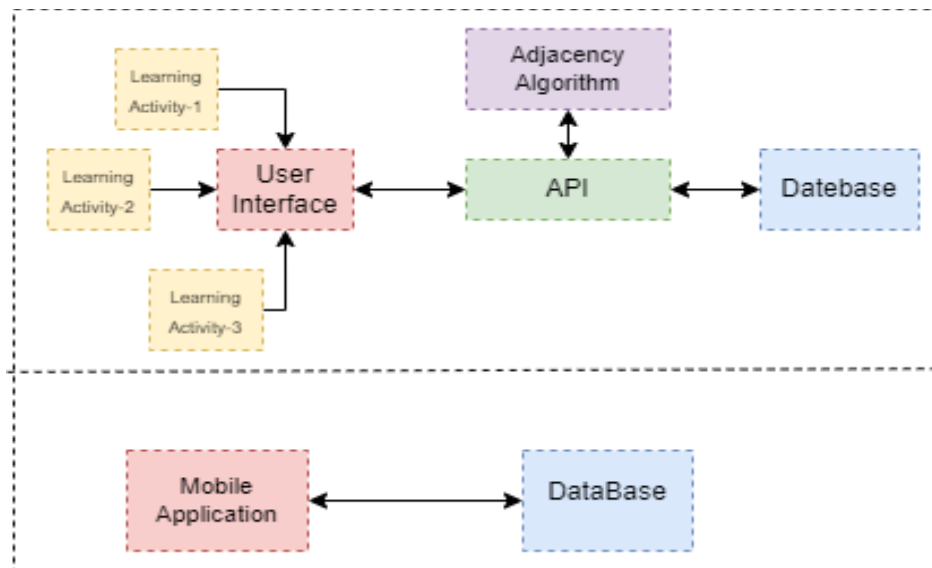 Learning
Activity-1
Adjacency
Algorithm
Learning
Activity-2
User
Interface
API
Datebase
Learning
Activity-3
Mobile
Application
DataBase